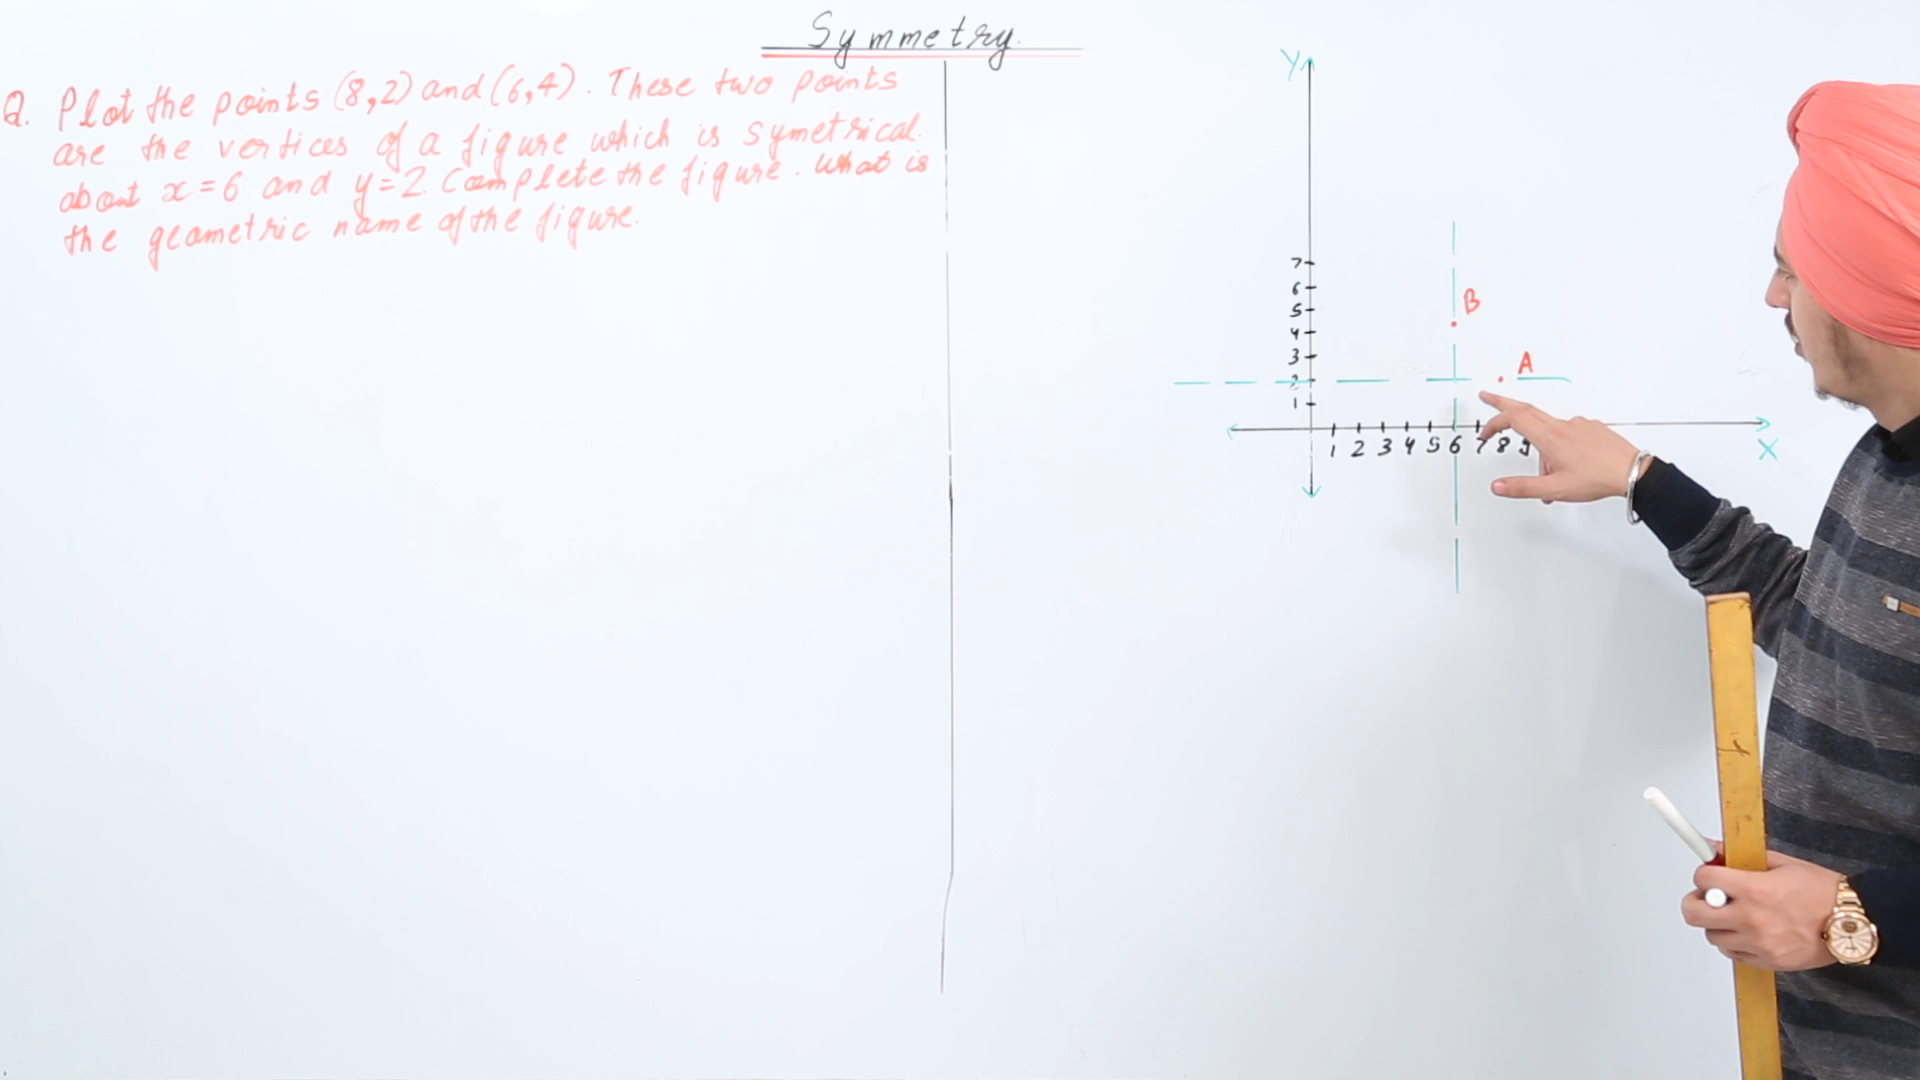 Symmetry.
Q. Plot the points (8,2) and (6,4). These two points
are the vertices of a figure which is symetrical
about x=6 and y=2. Complete the figure. What is
the geometric name of the figure.
Y
7
6
5
4
3
2
1
B
A
1 2 3 4 5 6 7 8 9
X